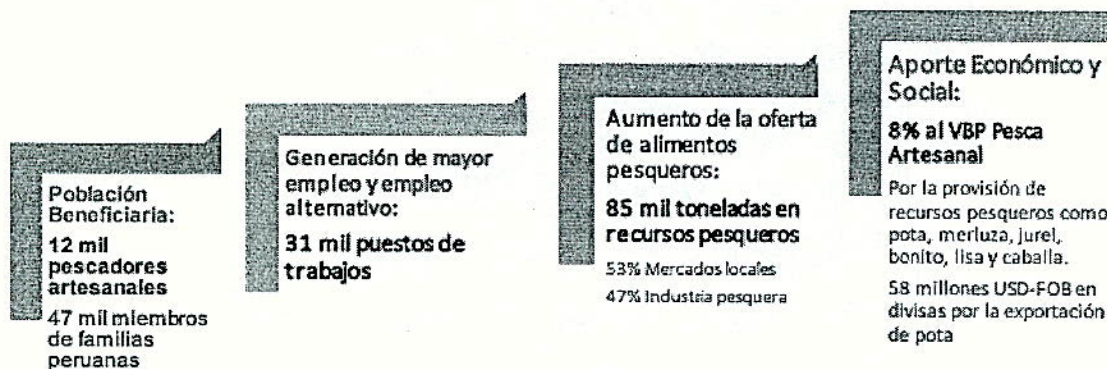 Población
Beneficiaria:
12 mil
pescadores
artesanales
47 mil miembros
de familias
peruanas
Generación de mayor
empleo y empleo
alternativo:
31 mil puestos de
trabajos
Aumento de la oferta
de alimentos
pesqueros:
85 mil toneladas en
recursos pesqueros
53% Mercados locales
47% Industria pesquera
Aporte Económico y
Social:
8% al VBP Pesca
Artesanal
Por la provisión de
recursos pesqueros como
pota, merluza, jurel,
bonito, lisa y caballa.
58 millones USD-FOB en
divisas por la exportación
de pota